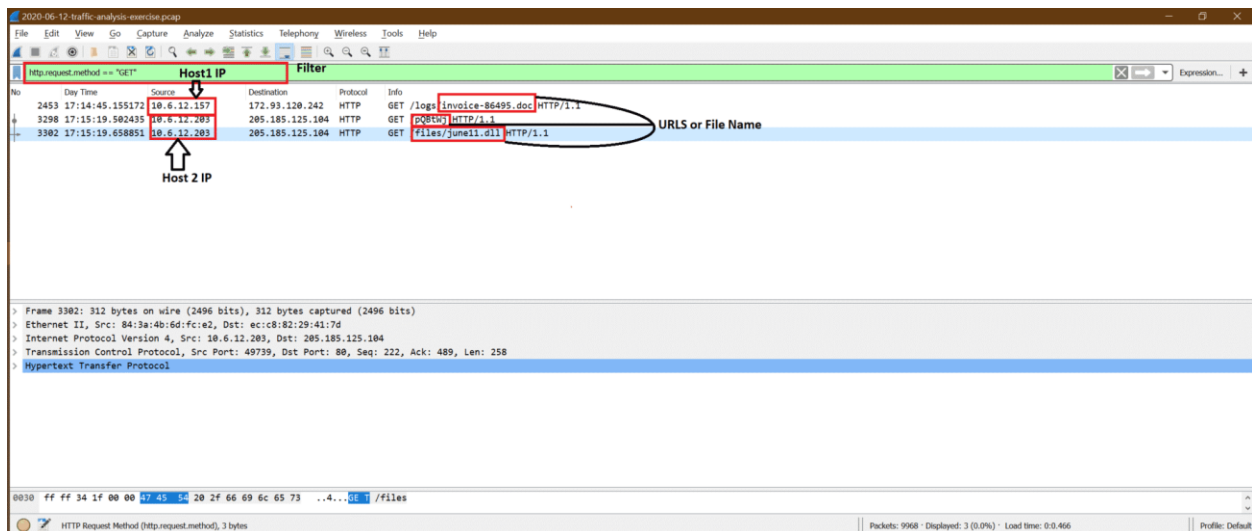 2020-06-12-traffic-analysis-exercise.pcap
File Edit View Go Capture Analyze Statistics Telephony Wireless Tools Help
http.request.method == "GET" Host1 IP Filter Expression... +
No Day Time Source Destination Protocol Info
2453 17:14:45.155172 10.6.12.157 172.93.120.242 HTTP GET /logs/invoice-86495.doc HTTP/1.1
3298 17:15:19.502435 10.6.12.203 205.185.125.104 HTTP GET pQBtWj HTTP/1.1
URLS or File Name
3302 17:15:19.658851 10.6.12.203 205.185.125.104 HTTP GET files/june11.dll HTTP/1.1
Host 2 IP
> Frame 3302: 312 bytes on wire (2496 bits), 312 bytes captured (2496 bits)
> Ethernet II, Src: 84:3a:4b:6d:fc:e2, Dst: ec:c8:82:29:41:7d
> Internet Protocol Version 4, Src: 10.6.12.203, Dst: 205.185.125.104
> Transmission Control Protocol, Src Port: 49739, Dst Port: 80, Seq: 222, Ack: 489, Len: 258
> Hypertext Transfer Protocol
0030 ff ff 34 1f 00 00 47 45 54 20 2f 66 69 6c 65 73 ..4...GET /files
HTTP Request Method (http.request.method), 3 bytes Packets: 9968 · Displayed: 3 (0.0%) · Load time: 0:0.466 Profile: Default